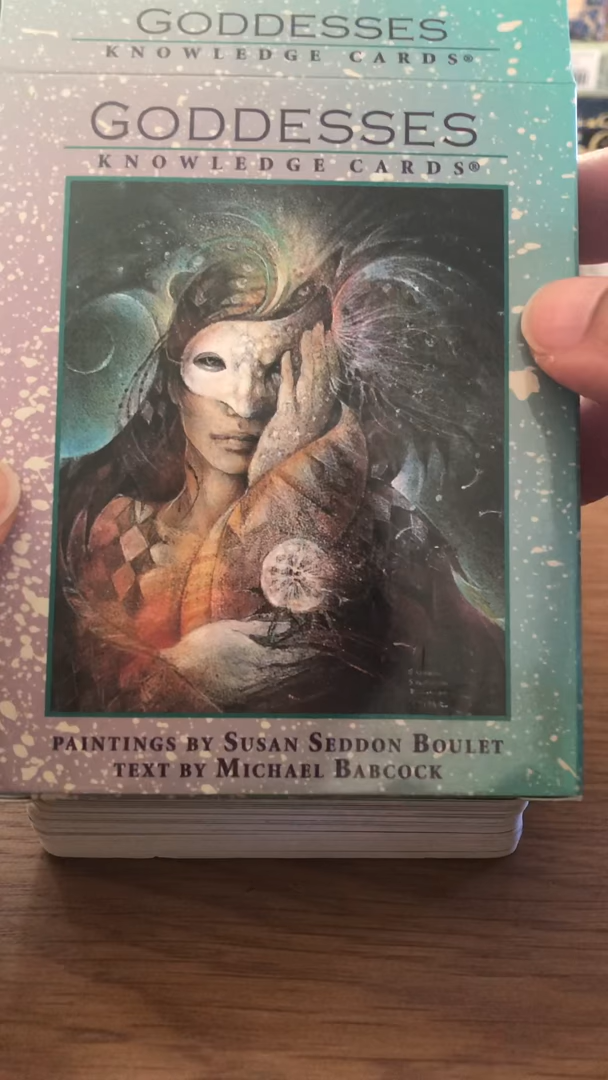 GODDESSES
KNOWLEDGE CARDS®
GODDESSES
KNOWLEDGE CARDS®
PAINTINGS BY SUSAN SEDDON BOULET
TEXT BY MICHAEL BABCOCK